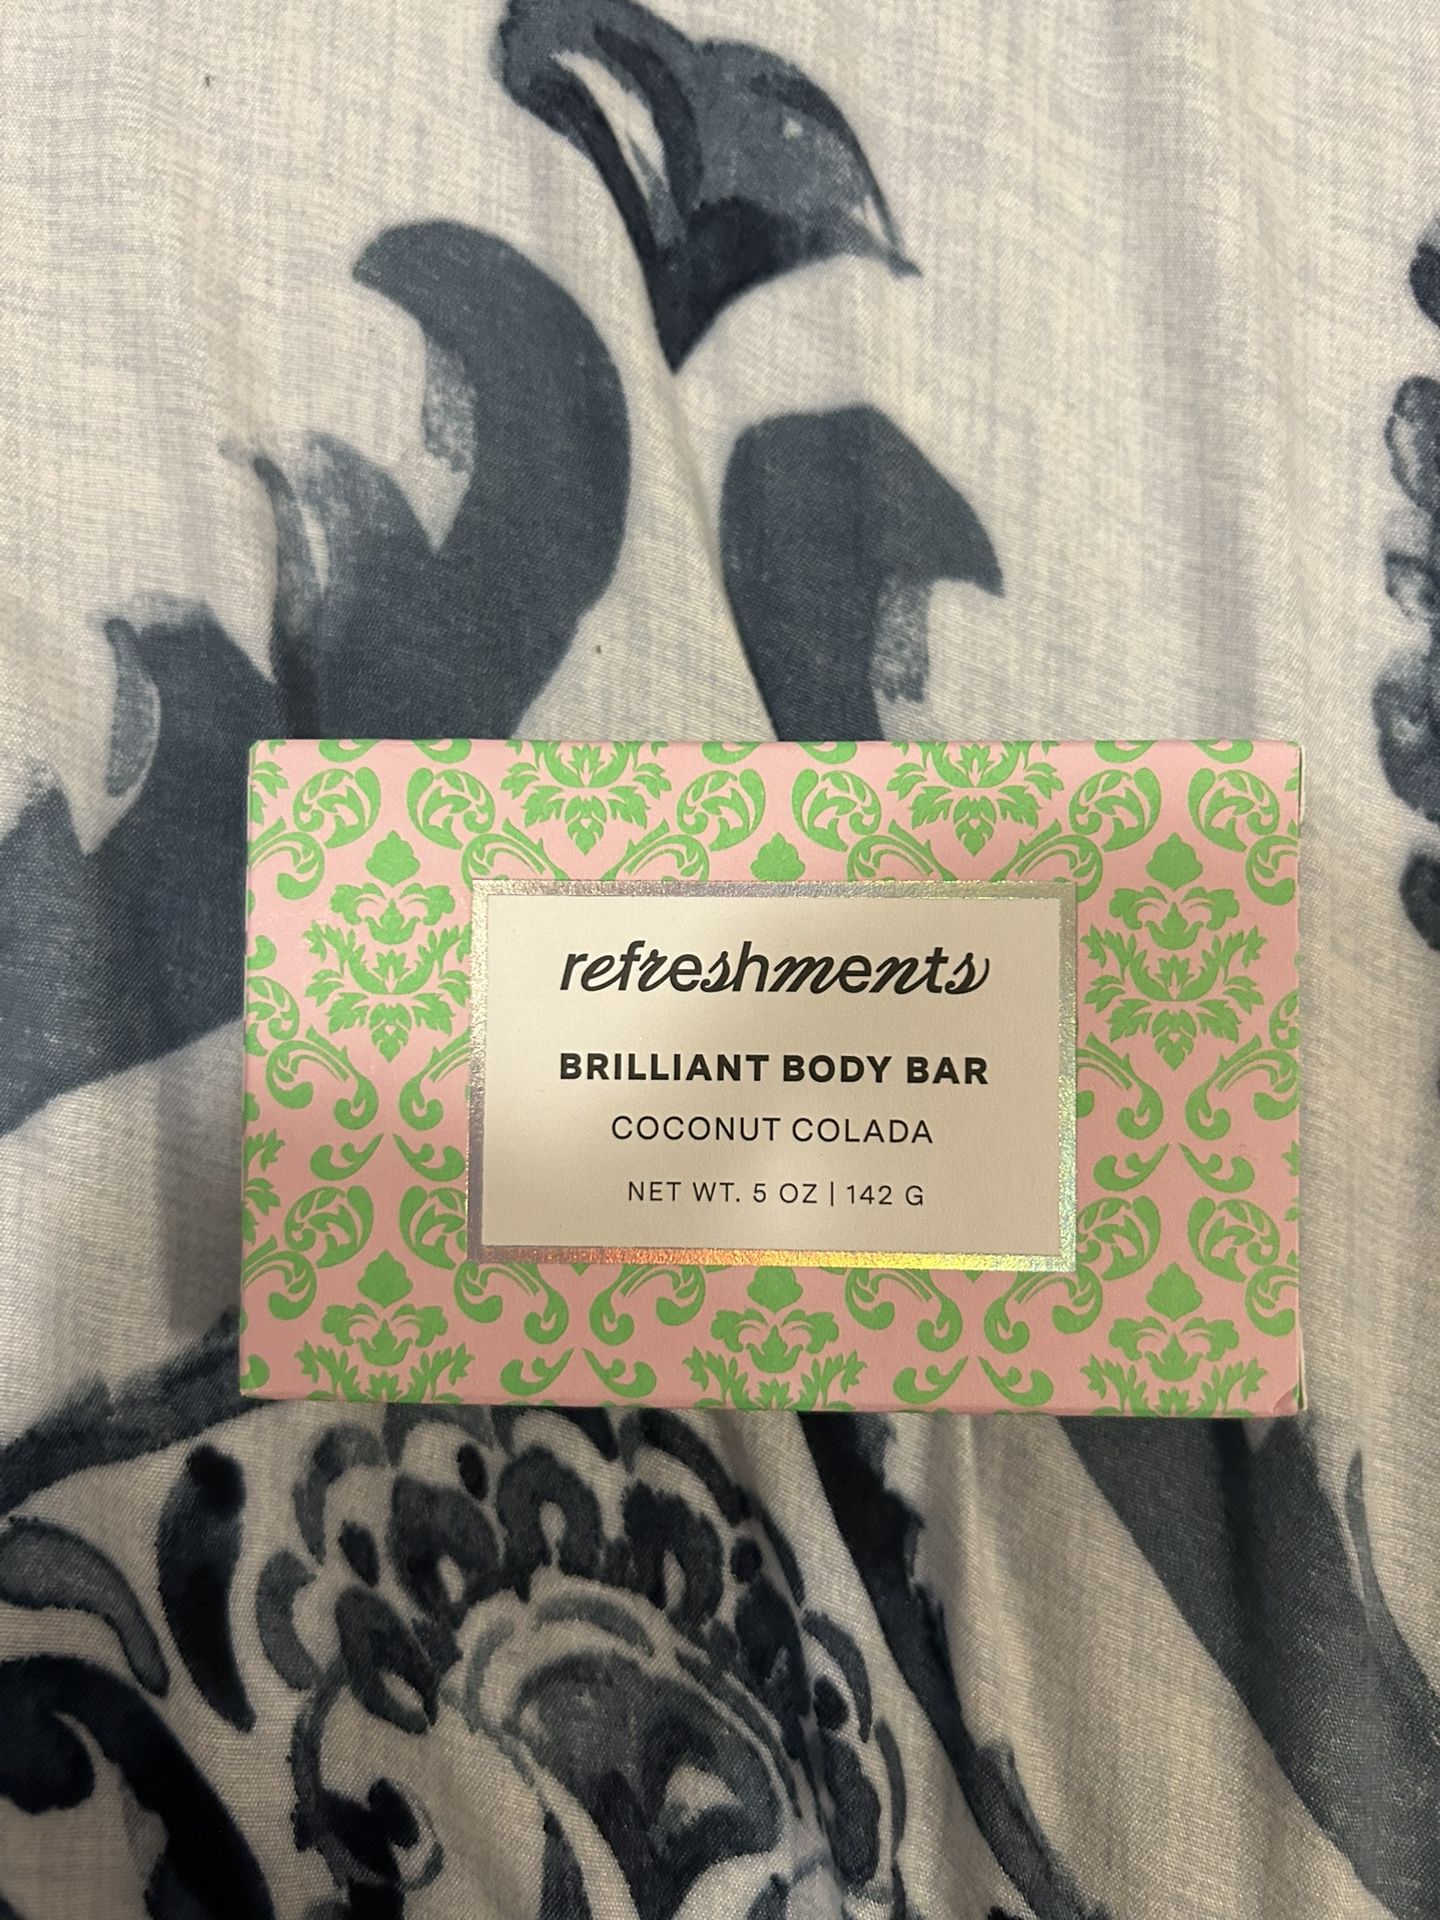 refreshments
BRILLIANT BODY BAR
COCONUT COLADA
NET WT. 5 OZ | 142 G